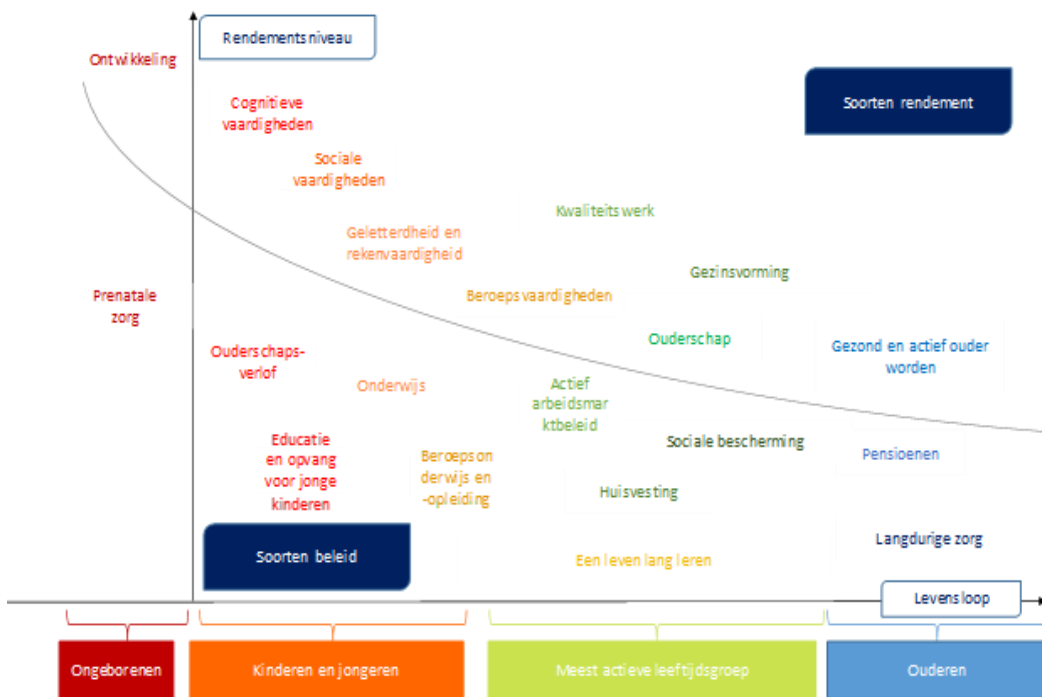 Rendementsniveau
Ontwikkeling
Soorten rendement
Cognitieve
vaardigheden
Sociale
vaardigheden
Kwaliteitswerk
Geletterdheid en
rekenvaardigheid
Gezinsvorming
Prenatale
zorg
Beroepsvaardigheden
Ouderschap
Gezond en actief ouder
worden
Ouderschaps-
verlof
Onderwijs
Actief
arbeidsmar
ktbeleid
Educatie
en opvang
voor jonge
kinderen
Beroepson
derwijs en
-opleiding
Sociale bescherming
Pensioenen
Huisvesting
Soorten beleid
Een leven lang leren
Langdurige zorg
Levensloop
Ongeborenen
Kinderen en jongeren
Meest actieve leeftijdsgroep
Ouderen